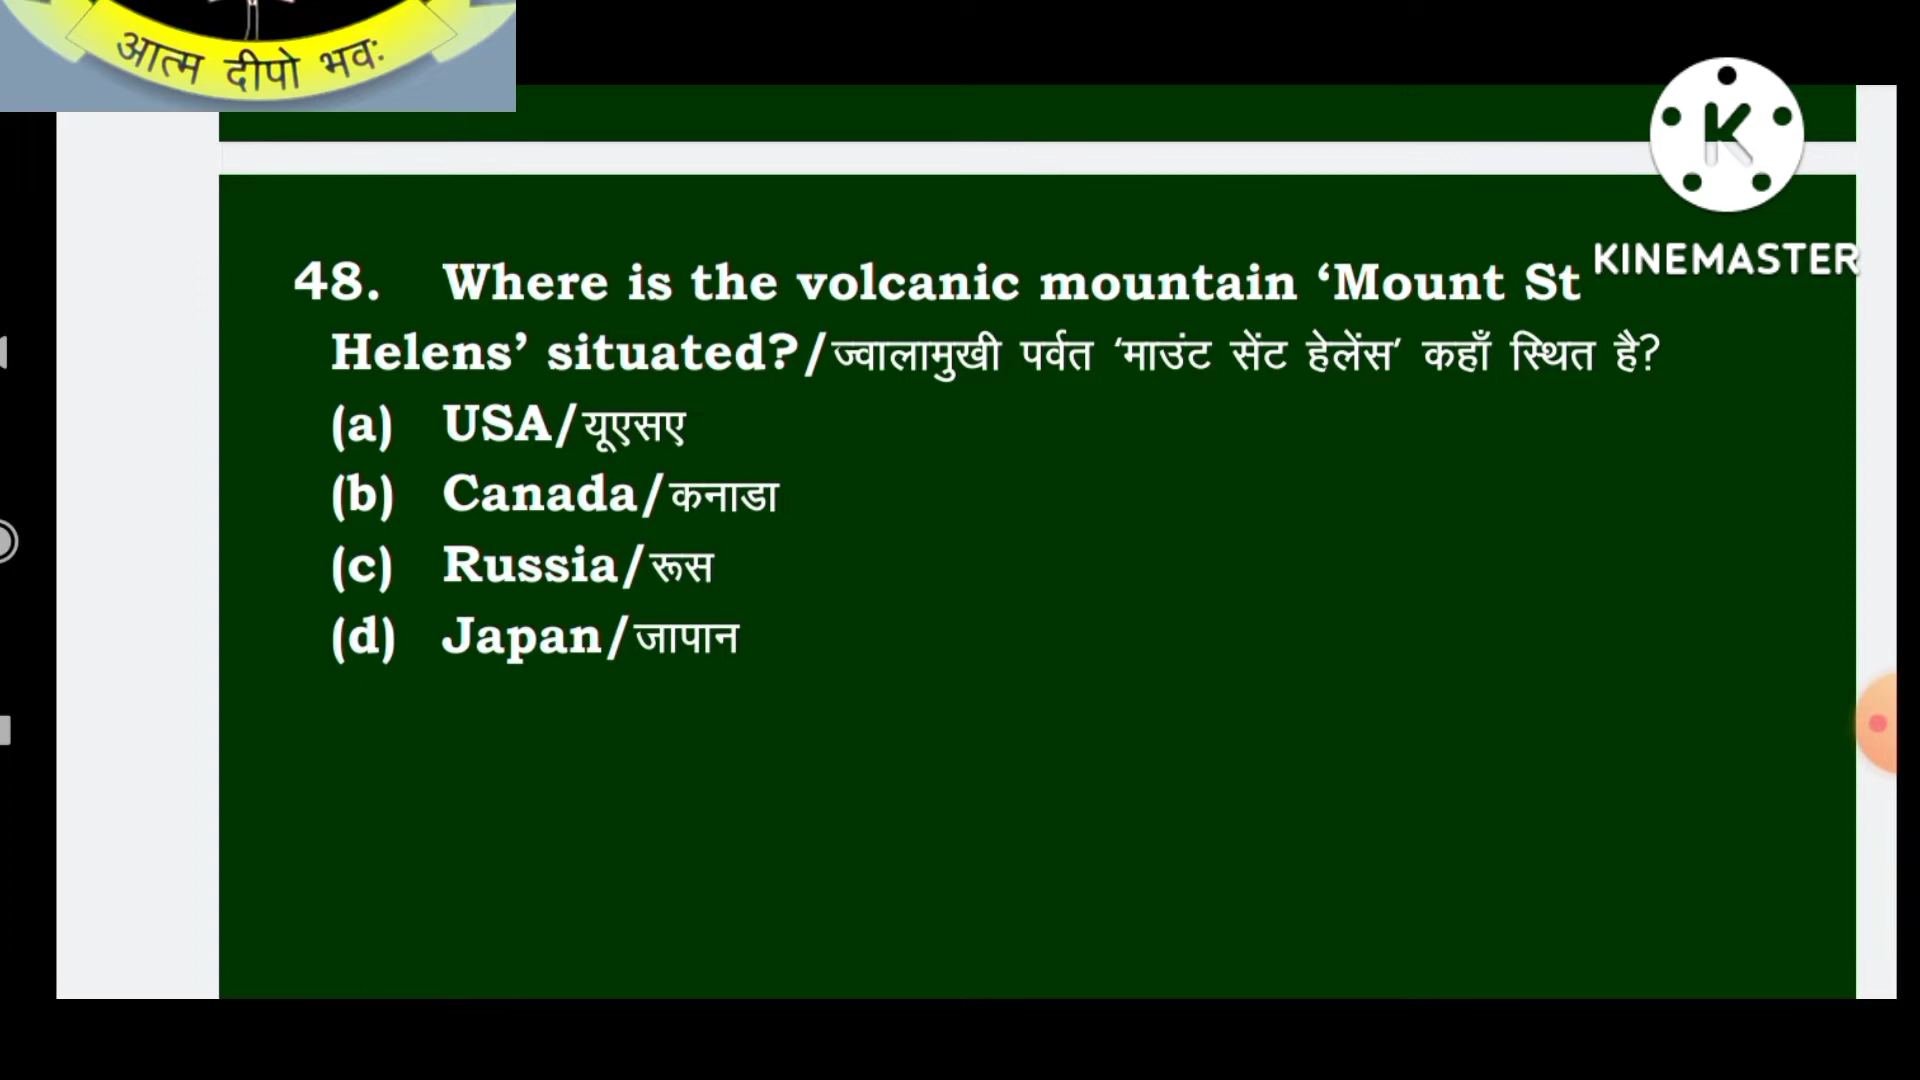 आत्म दीपो भवः
KINEMASTER
48. Where is the volcanic mountain ‘Mount St
Helens’ situated?/ज्वालामुखी पर्वत ‘माउंट सेंट हेलेंस’ कहाँ स्थित है?
(a) USA/यूएसए
(b) Canada/कनाडा
(c) Russia/रूस
(d) Japan/जापान